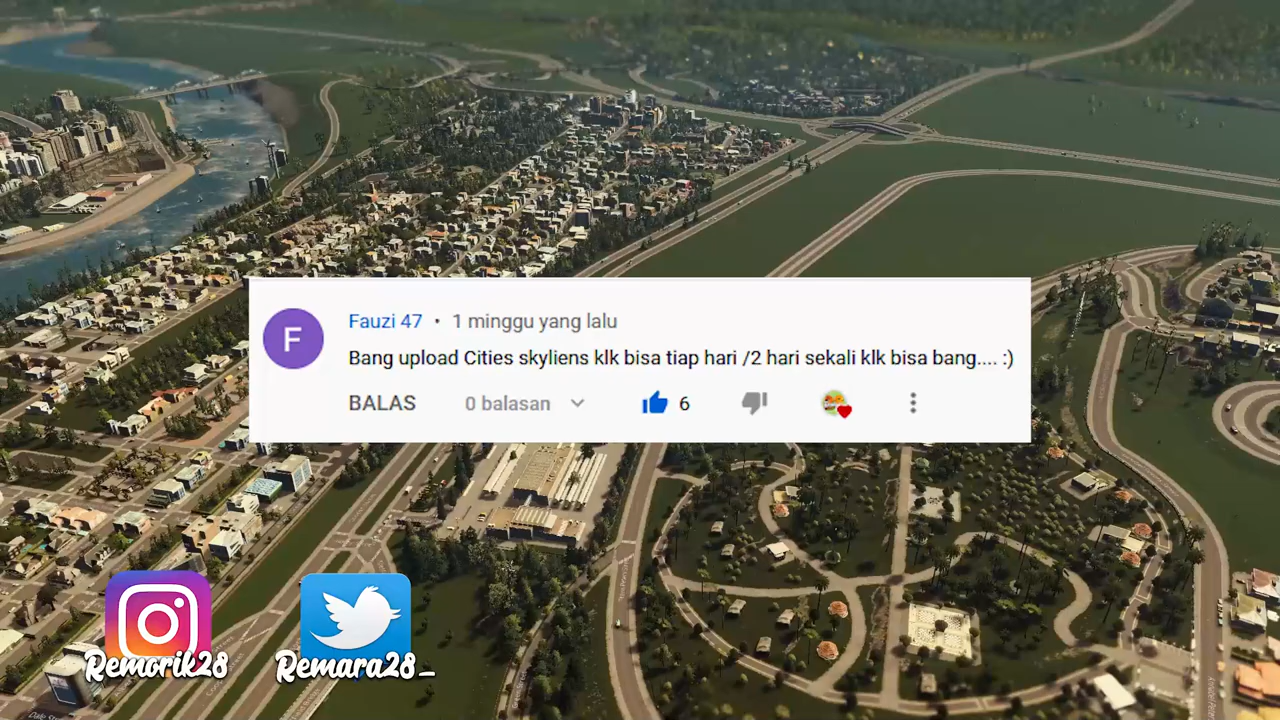 Fauzi 47 • 1 minggu yang lalu
Bang upload Cities skyliens klk bisa tiap hari /2 hari sekali klk bisa bang.... :)
BALAS 0 balasan 6
F
Remorik28 Remara28_